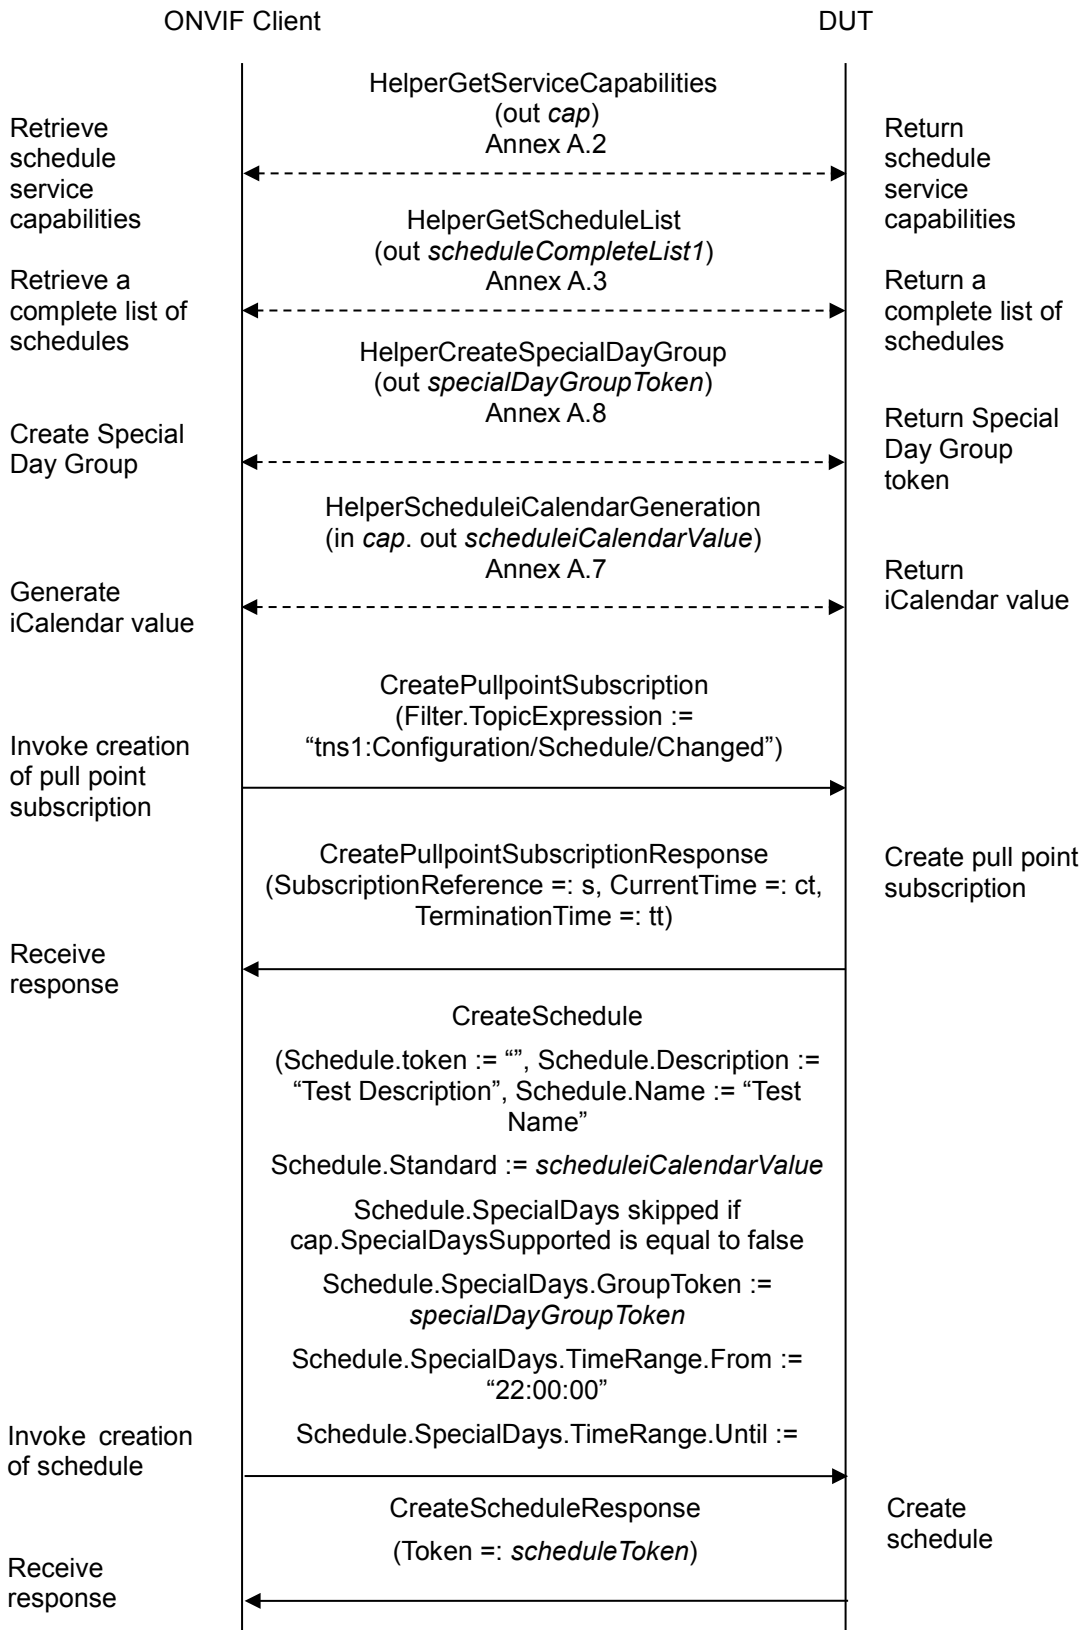 ONVIF Client
DUT
HelperGetServiceCapabilities
(out cap)
Annex A.2
Retrieve
schedule
service
capabilities
Return
schedule
service
capabilities
HelperGetScheduleList
(out scheduleCompleteList1)
Annex A.3
Retrieve a
complete list of
schedules
Return a
complete list of
schedules
HelperCreateSpecialDayGroup
(out specialDayGroupToken)
Annex A.8
Create Special
Day Group
Return Special
Day Group
token
HelperScheduleiCalendarGeneration
(in cap. out scheduleiCalendarValue)
Annex A.7
Generate
iCalendar value
Return
iCalendar value
CreatePullpointSubscription
(Filter.TopicExpression :=
“tns1:Configuration/Schedule/Changed”)
Invoke creation
of pull point
subscription
CreatePullpointSubscriptionResponse
(SubscriptionReference =: s, CurrentTime =: ct,
TerminationTime =: tt)
Create pull point
subscription
Receive
response
CreateSchedule
(Schedule.token := “”, Schedule.Description :=
“Test Description”, Schedule.Name := “Test
Name”
Schedule.Standard := scheduleiCalendarValue
Schedule.SpecialDays skipped if
cap.SpecialDaysSupported is equal to false
Schedule.SpecialDays.GroupToken :=
specialDayGroupToken
Schedule.SpecialDays.TimeRange.From :=
“22:00:00”
Schedule.SpecialDays.TimeRange.Until :=
Invoke creation
of schedule
CreateScheduleResponse
(Token =: scheduleToken)
Create
schedule
Receive
response